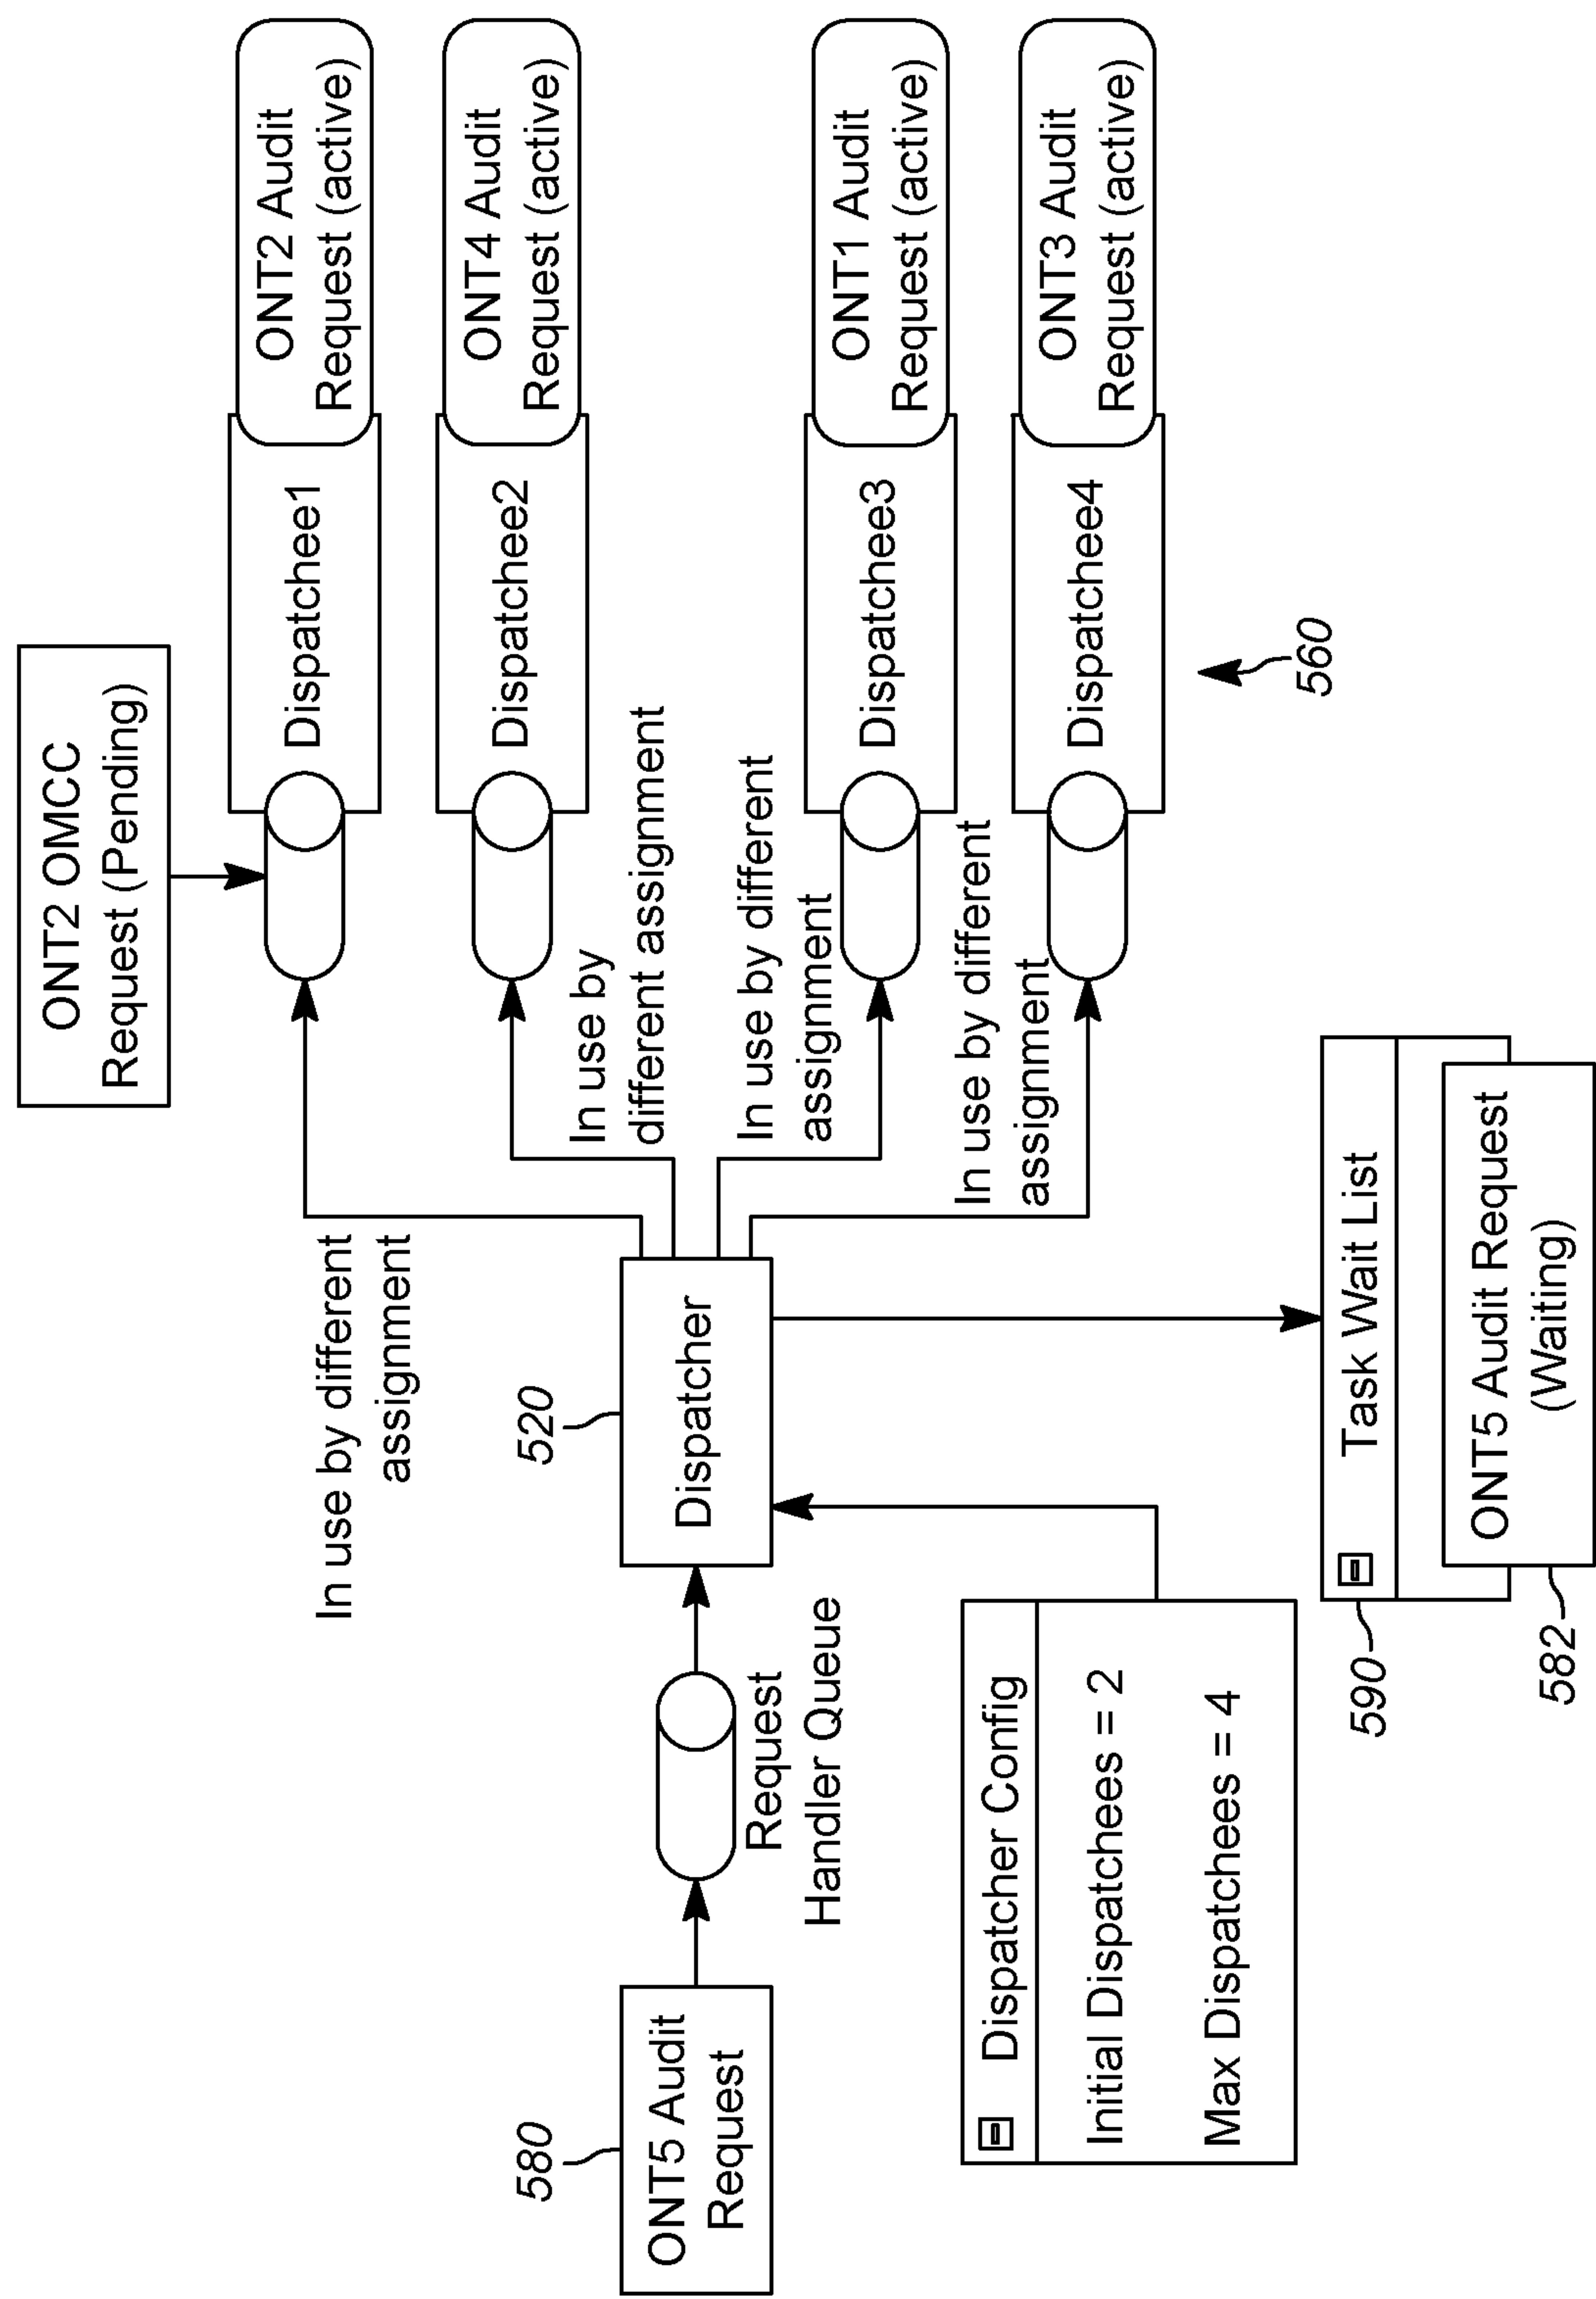 ONT2 OMCC
Request (Pending)
In use by different
assignment
Dispatchee1
ONT2 Audit
Request (active)
Dispatchee2
ONT4 Audit
Request (active)
In use by
different assignment
520
580
ONT5 Audit
Request
Request
Handler Queue
Dispatcher
In use by different
assignment
Dispatchee3
ONT1 Audit
Request (active)
In use by different
assignment
Dispatchee4
ONT3 Audit
Request (active)
560
Dispatcher Config
Initial Dispatchees = 2
Max Dispatchees = 4
590
Task Wait List
582
ONT5 Audit Request
(Waiting)